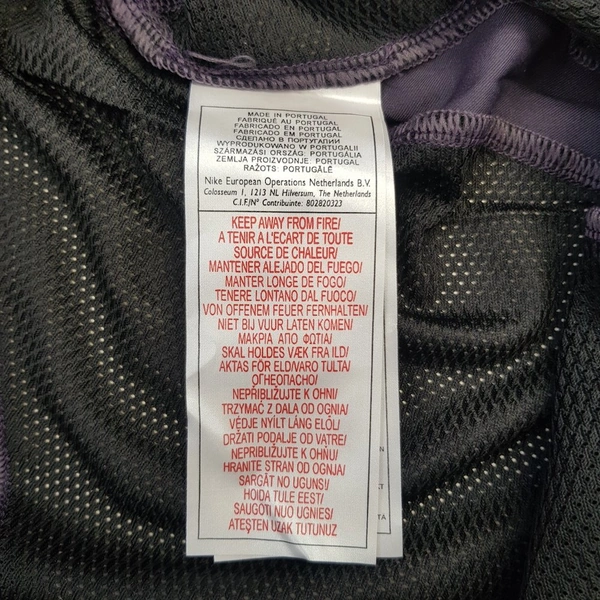 MADE IN PORTUGAL
FABRIQUÉ AU PORTUGAL
FABRICADO EN PORTUGAL
FABRICADO EM PORTUGAL
СДЕЛАНО В ПОРТУГАЛИИ
WYPRODUKOWANO W PORTUGALII
SZÁRMAZÁSI ORSZÁG: PORTUGÁLIA
ZEMLJA PROIZVODNJE: PORTUGAL
RAŽOTS PORTUGĀLĒ
Nike European Operations Netherlands B.V.
Colosseum 1, 1213 NL Hilversum, The Netherlands
C.I.F./N° Contribuinte: 802820323
KEEP AWAY FROM FIRE/
A TENIR A L'ECART DE TOUTE
SOURCE DE CHALEUR/
MANTENER ALEJADO DEL FUEGO/
MANTER LONGE DE FOGO/
TENERE LONTANO DAL FUOCO/
VON OFFENEM FEUER FERNHALTEN/
NIET BIJ VUUR LATEN KOMEN/
ΜΑΚΡΙΑ ΑΠΟ ΦΩΤΙΑ/
SKAL HOLDES VÆK FRA ILD/
AKTAS FÖR ELD/VARO TULTA/
ОГНЕОПАСНО/
NEPŘIBLIŽUJTE K OHNI/
TRZYMAĆ Z DALA OD OGNIA/
VÉDJE NYÍLT LÁNG ELŐL/
DRŽATI PODALJE OD VATRE/
NEPRIBLIŽUJTE K OHŇU/
HRANITE STRAN OD OGNJA/
SARGĀT NO UGUNS/
HOIDA TULE EEST/
SAUGOTI NUO UGNIES/
ATEŞTEN UZAK TUTUNUZ